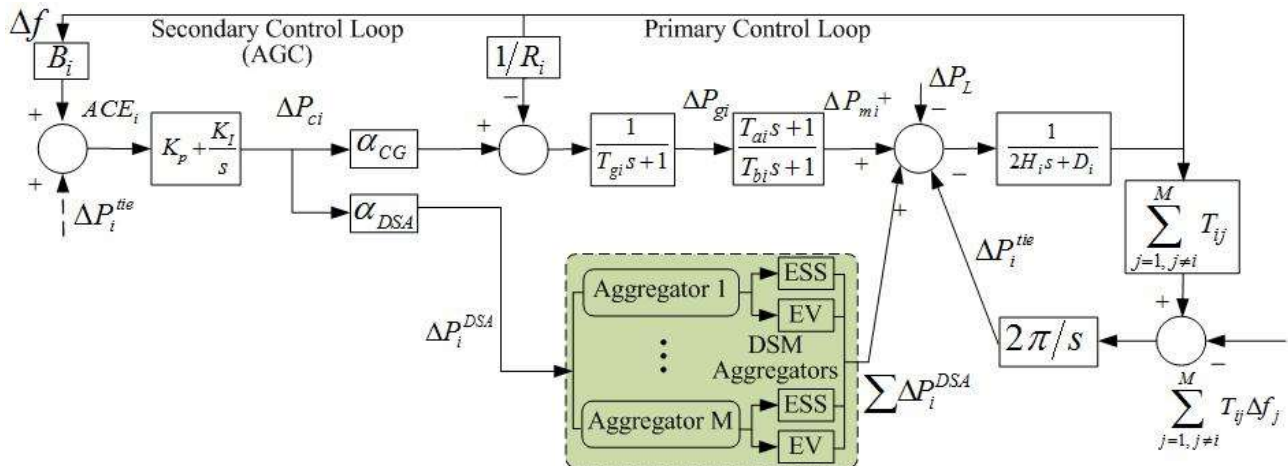 Δf
Secondary Control Loop
(AGC)
Primary Control Loop
B_i
1/R_i
+
ACE_i
+
K_p + K_I/s
ΔP_ci
α_CG
+
−
1/(T_gi s+1)
ΔP_gi
(T_ai s+1)/(T_bi s+1)
ΔP_mi +
+
ΔP_L
−
−
+
1/(2H_i s+D_i)
ΔP_i^tie
α_DSA
ΔP_i^DSA
Aggregator 1
ESS
EV
⋮
DSM
Aggregators
Aggregator M
ESS
EV
∑ΔP_i^DSA
ΔP_i^tie
∑_{j=1, j≠i}^{M} T_ij
+
2π/s
−
∑_{j=1, j≠i}^{M} T_ij Δf_j